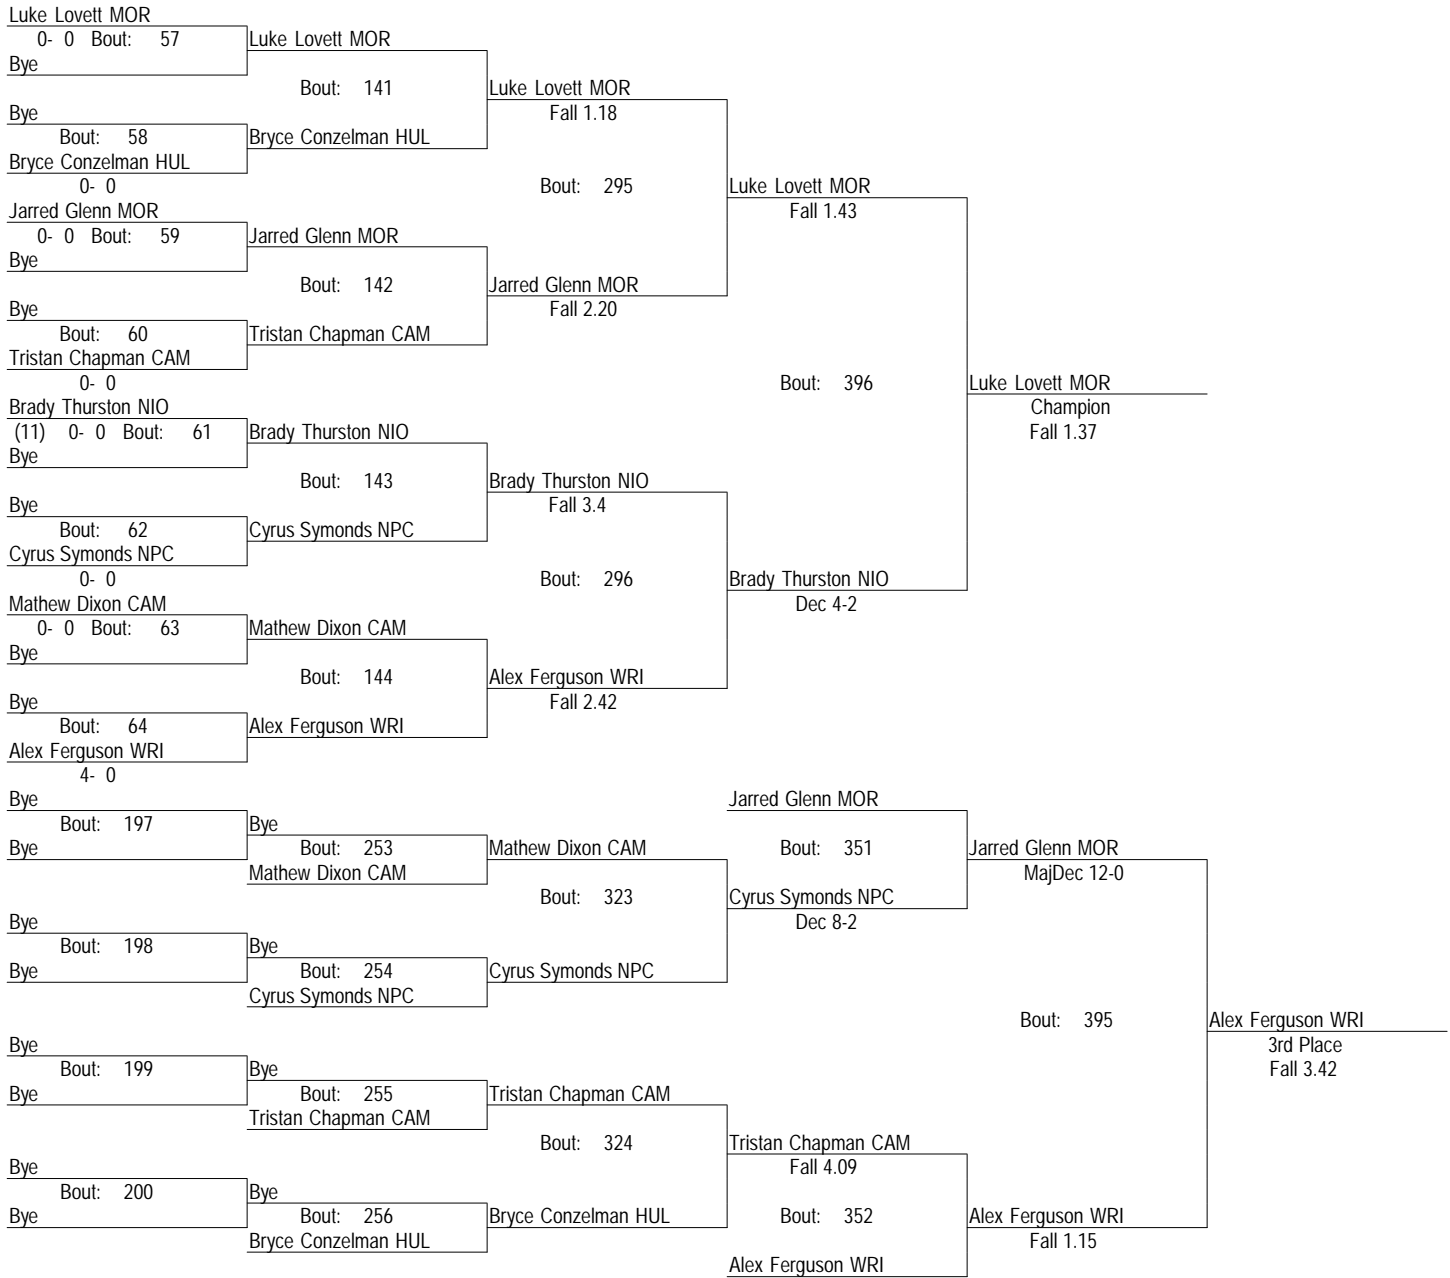 Luke Lovett MOR
0- 0 Bout: 57
Luke Lovett MOR
Bye
Bout: 141
Luke Lovett MOR
Bye
Fall 1.18
Bout: 58
Bryce Conzelman HUL
Bryce Conzelman HUL
0- 0
Bout: 295
Luke Lovett MOR
Jarred Glenn MOR
Fall 1.43
0- 0 Bout: 59
Jarred Glenn MOR
Bye
Bout: 142
Jarred Glenn MOR
Bye
Fall 2.20
Bout: 60
Tristan Chapman CAM
Tristan Chapman CAM
0- 0
Bout: 396
Luke Lovett MOR
Brady Thurston NIO
Champion
(11) 0- 0 Bout: 61
Brady Thurston NIO
Fall 1.37
Bye
Bout: 143
Brady Thurston NIO
Bye
Fall 3.4
Bout: 62
Cyrus Symonds NPC
Cyrus Symonds NPC
0- 0
Bout: 296
Brady Thurston NIO
Mathew Dixon CAM
Dec 4-2
0- 0 Bout: 63
Mathew Dixon CAM
Bye
Bout: 144
Alex Ferguson WRI
Bye
Fall 2.42
Bout: 64
Alex Ferguson WRI
Alex Ferguson WRI
4- 0
Bye
Jarred Glenn MOR
Bout: 197
Bye
Bye
Bout: 253
Mathew Dixon CAM
Bout: 351
Jarred Glenn MOR
Mathew Dixon CAM
MajDec 12-0
Bout: 323
Cyrus Symonds NPC
Bye
Dec 8-2
Bout: 198
Bye
Bye
Bout: 254
Cyrus Symonds NPC
Cyrus Symonds NPC
Bout: 395
Alex Ferguson WRI
Bye
3rd Place
Bout: 199
Bye
Fall 3.42
Bye
Bout: 255
Tristan Chapman CAM
Tristan Chapman CAM
Bout: 324
Tristan Chapman CAM
Bye
Fall 4.09
Bout: 200
Bye
Bye
Bout: 256
Bryce Conzelman HUL
Bout: 352
Alex Ferguson WRI
Bryce Conzelman HUL
Fall 1.15
Alex Ferguson WRI